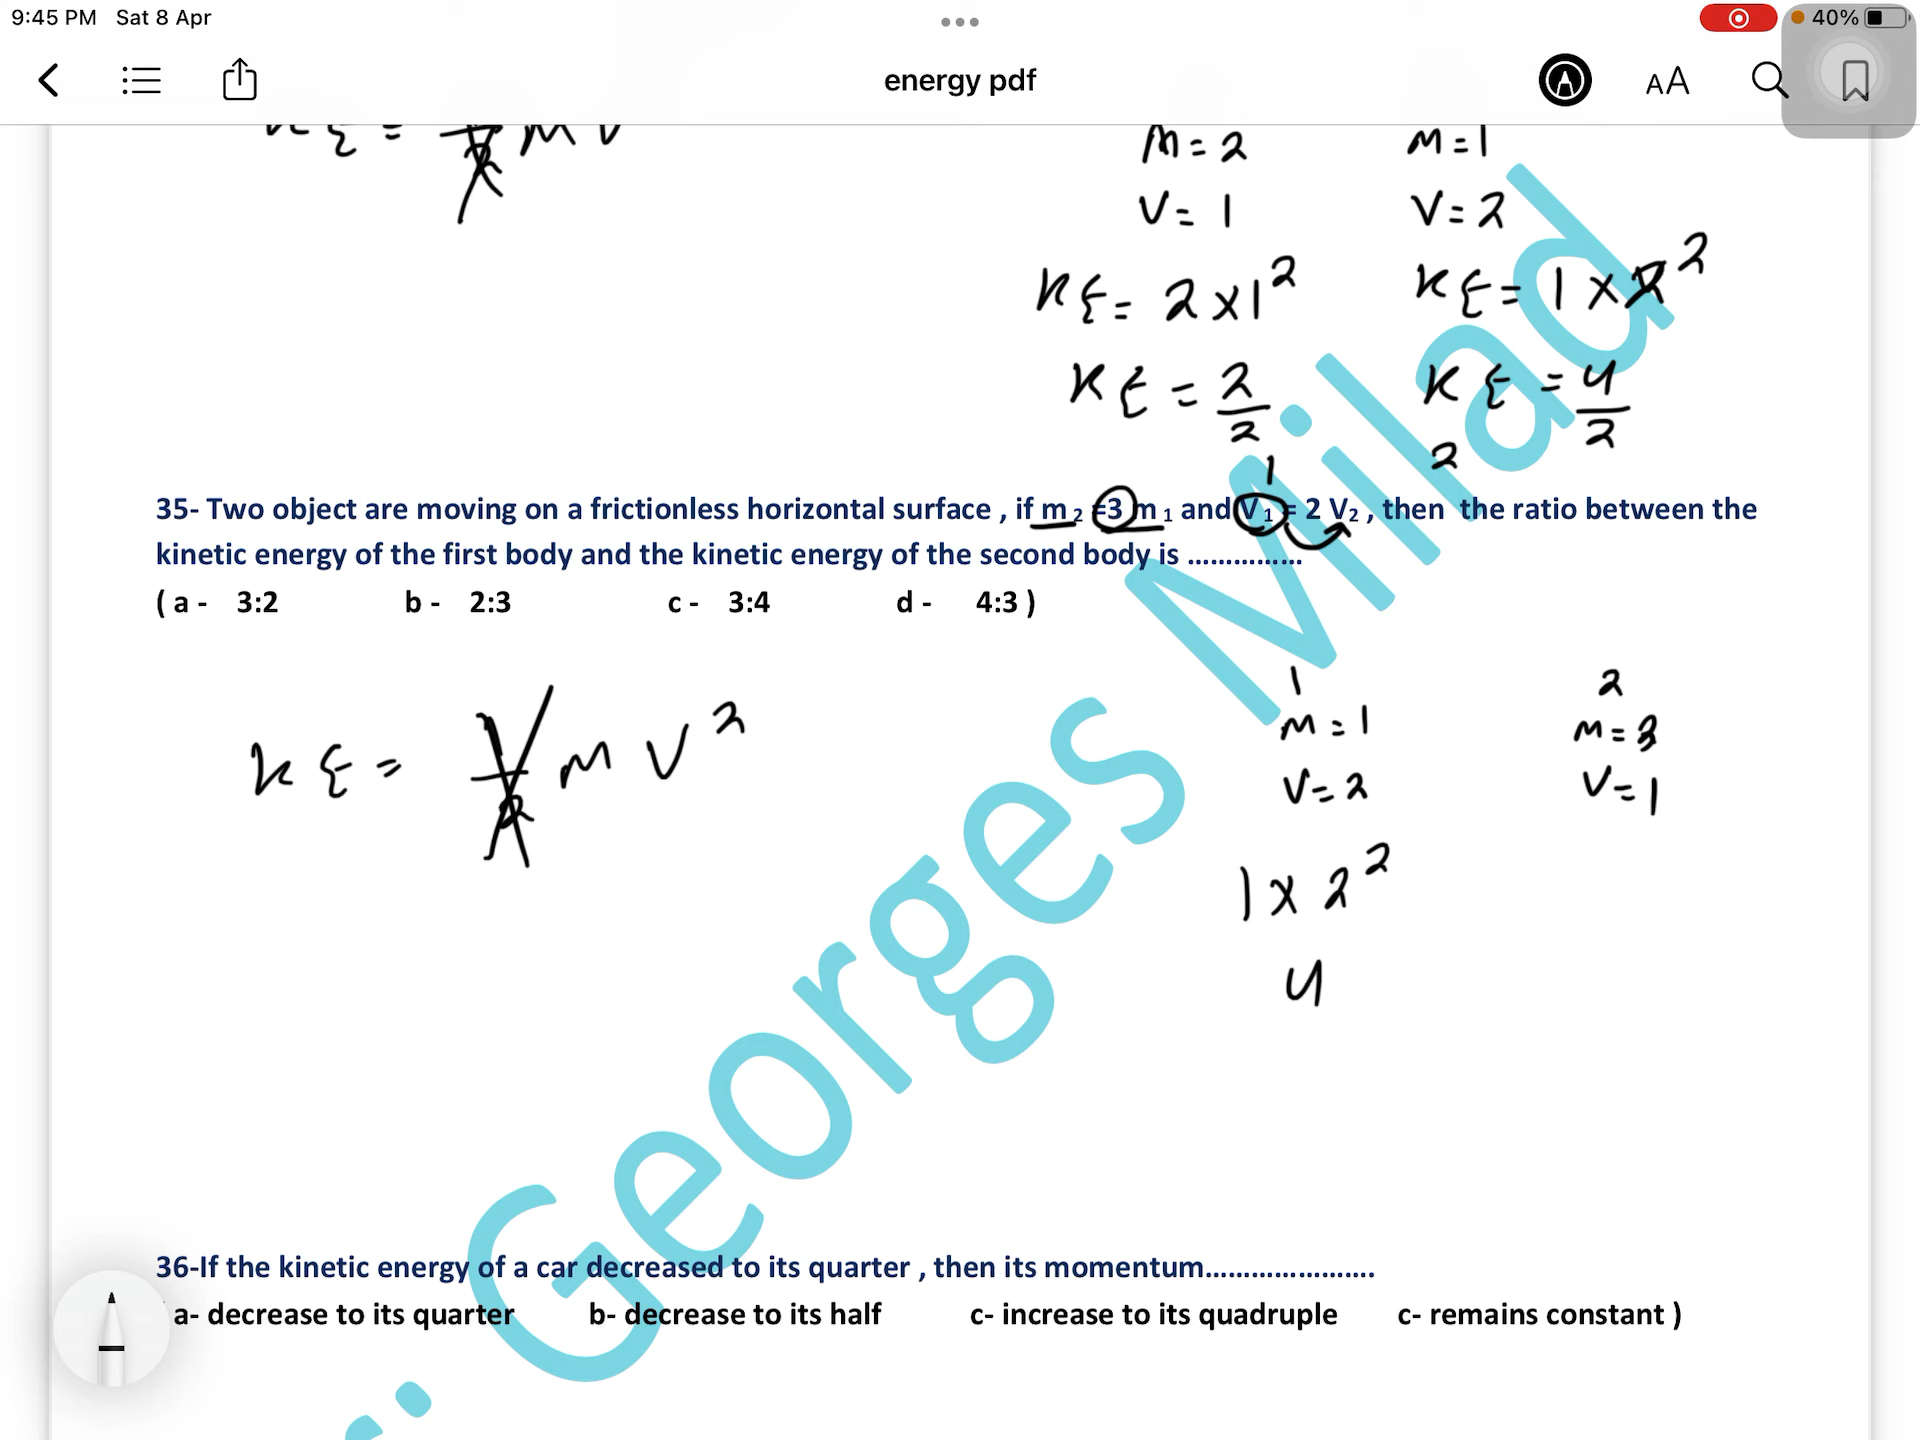 9:45 PM Sat 8 Apr
40%
energy pdf
AA
KE = 1/2 m v
m = 2
v = 1
KE = 2 x 1²
KE = 2/2
1
m = 1
v = 2
KE = 1 x 2²
KE = 4/2
2
35- Two object are moving on a frictionless horizontal surface , if m₂ =3 m₁ and V₁ = 2 V₂ , then the ratio between the
kinetic energy of the first body and the kinetic energy of the second body is ...............
( a - 3:2 b - 2:3 c - 3:4 d - 4:3 )
KE = 1/2 m v²
1
m = 1
v = 2
1 x 2²
4
2
m = 3
v = 1
36-If the kinetic energy of a car decreased to its quarter , then its momentum......................
a- decrease to its quarter b- decrease to its half c- increase to its quadruple c- remains constant )
Georges Milad